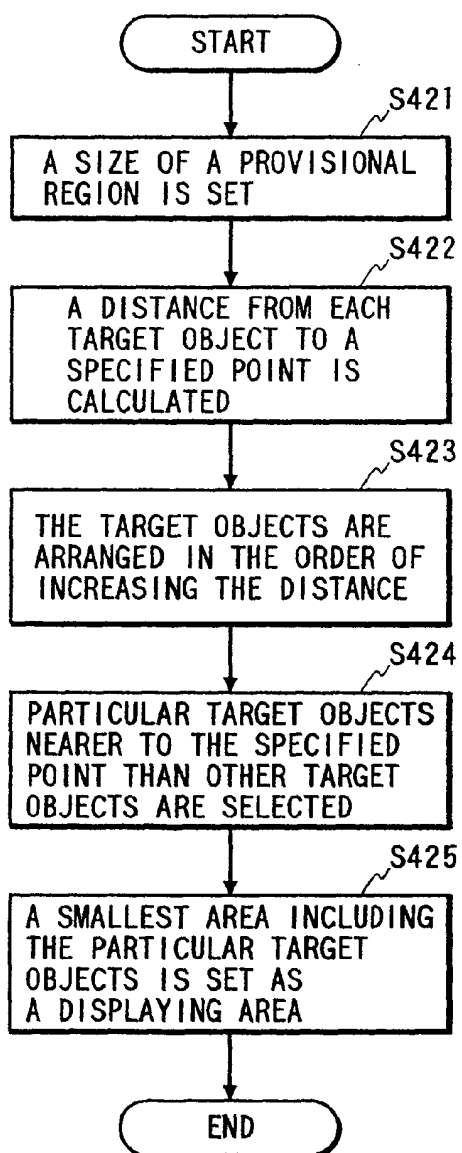 START
S421
A SIZE OF A PROVISIONAL
REGION IS SET
S422
A DISTANCE FROM EACH
TARGET OBJECT TO A
SPECIFIED POINT IS
CALCULATED
S423
THE TARGET OBJECTS ARE
ARRANGED IN THE ORDER OF
INCREASING THE DISTANCE
S424
PARTICULAR TARGET OBJECTS
NEARER TO THE SPECIFIED
POINT THAN OTHER TARGET
OBJECTS ARE SELECTED
S425
A SMALLEST AREA INCLUDING
THE PARTICULAR TARGET
OBJECTS IS SET AS
A DISPLAYING AREA
END